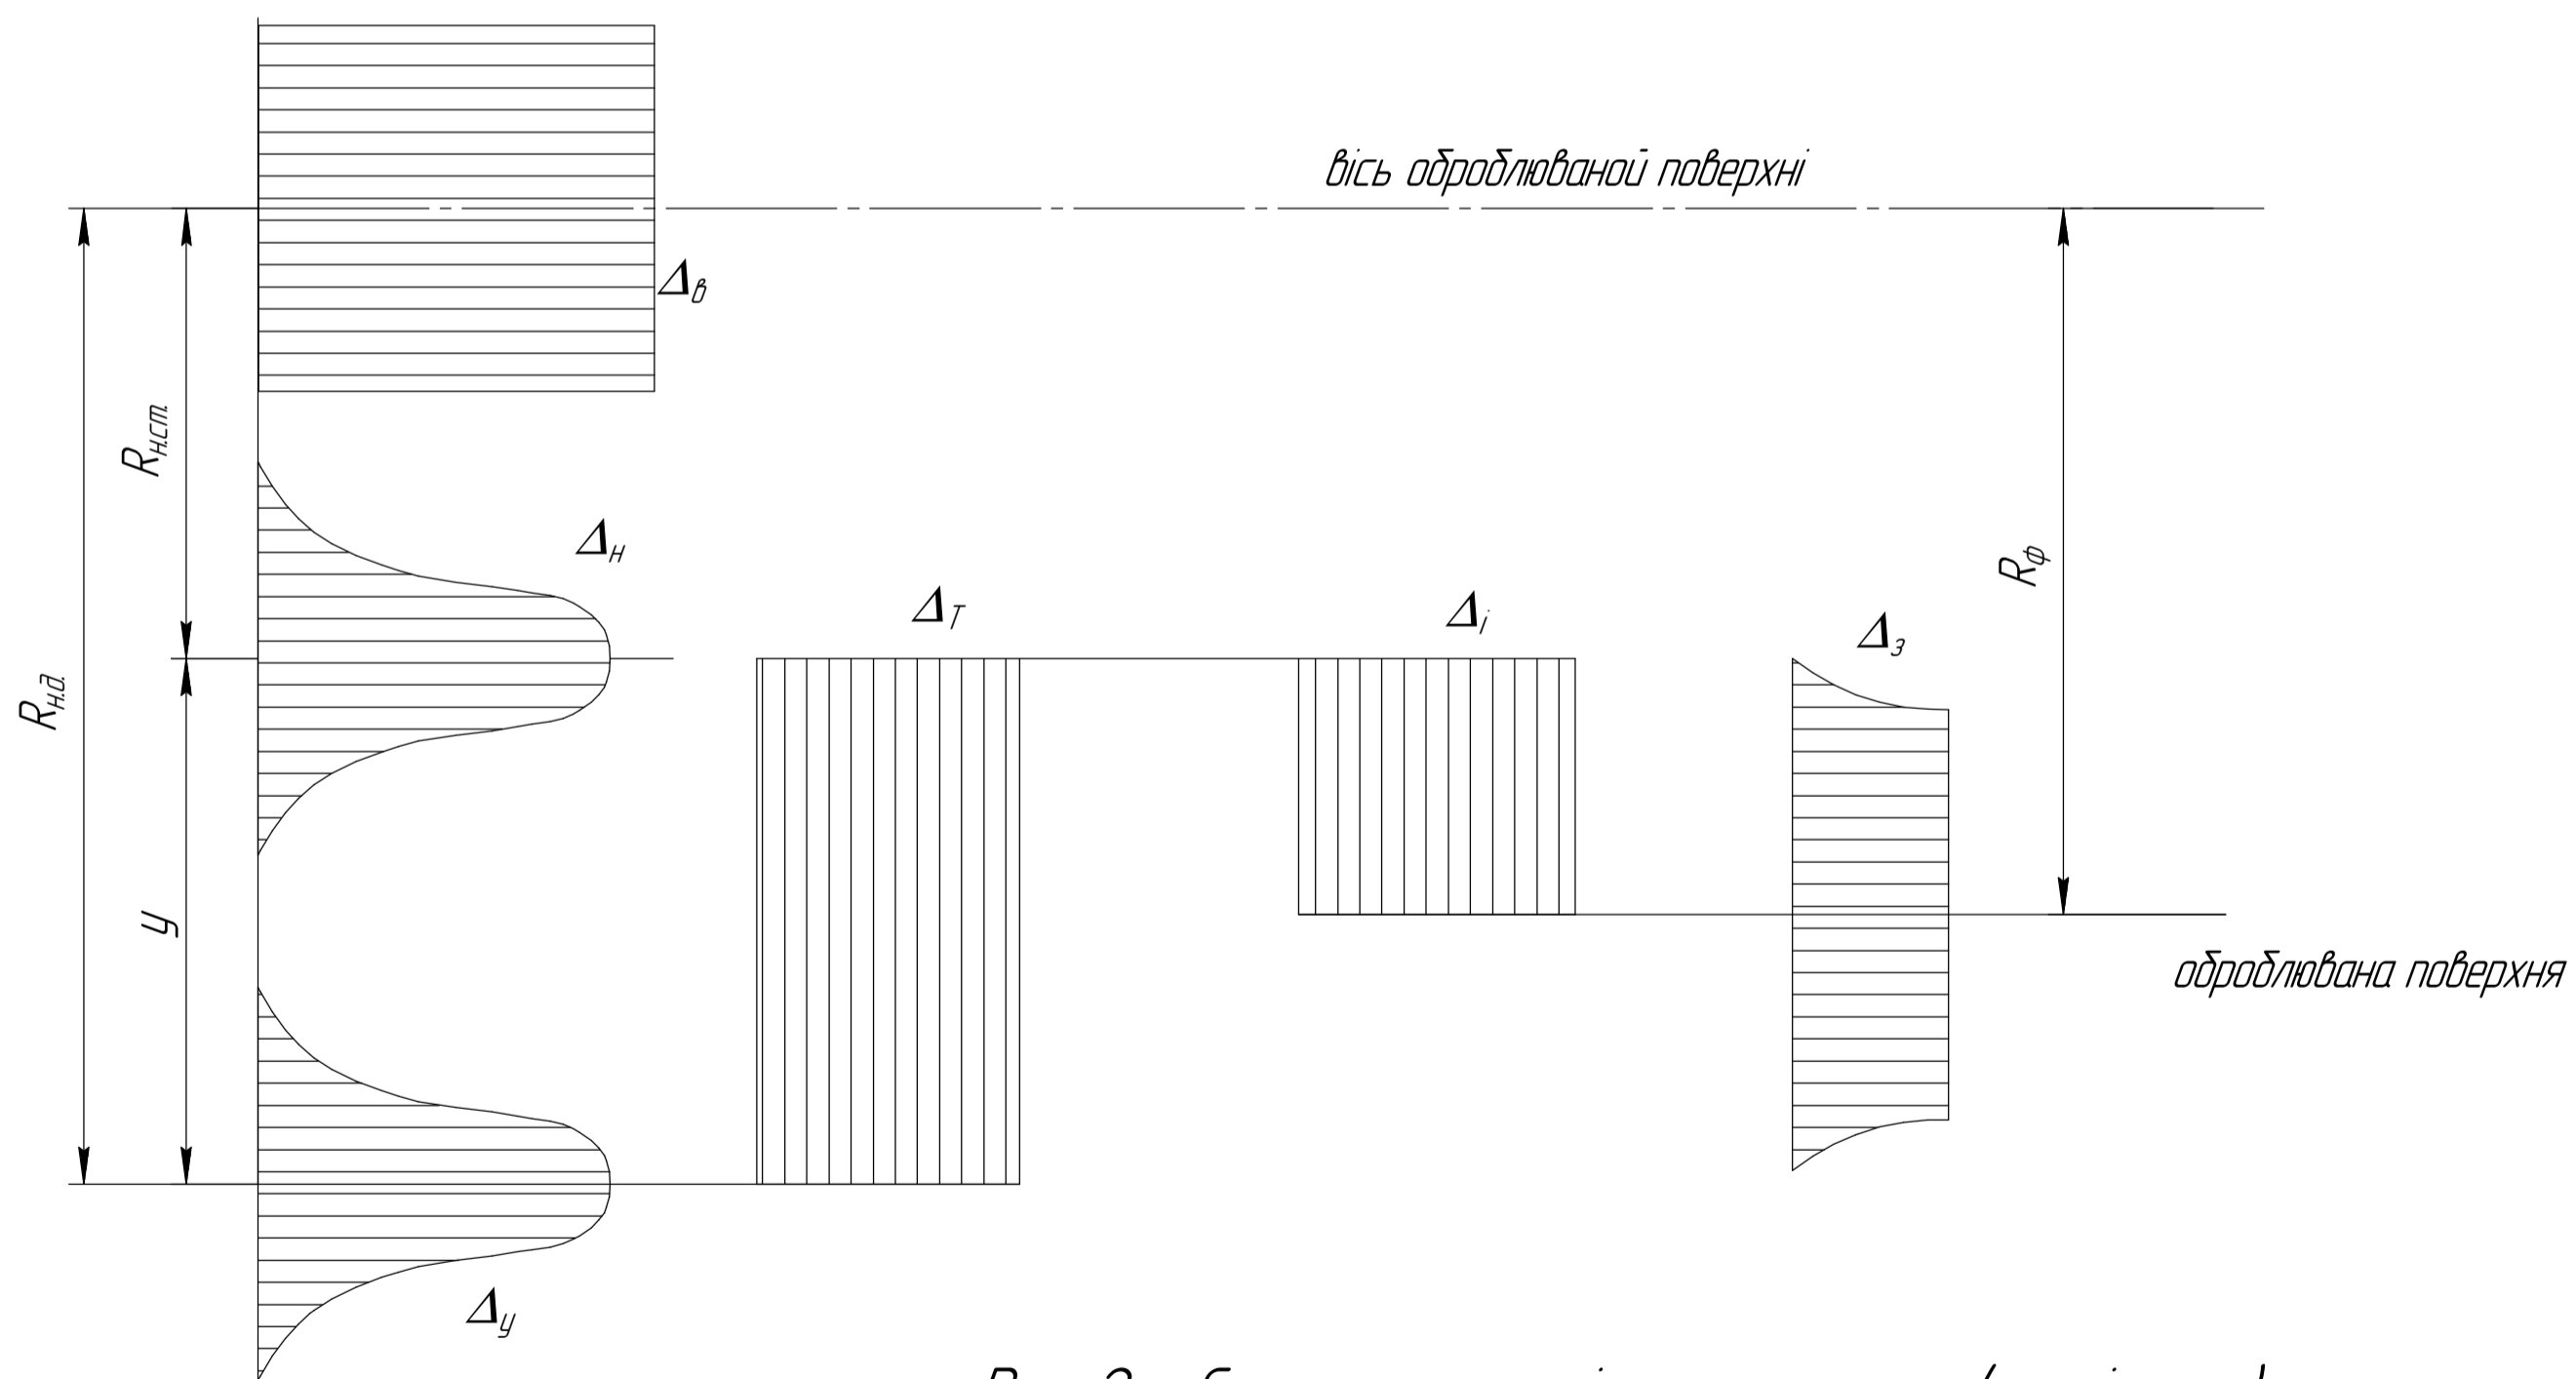 вісь оброблюваної поверхні
Δв
Rн.ст.
Δн
Rф
ΔТ
Δі
Δз
Rн.д.
у
оброблювана поверхня
Δу